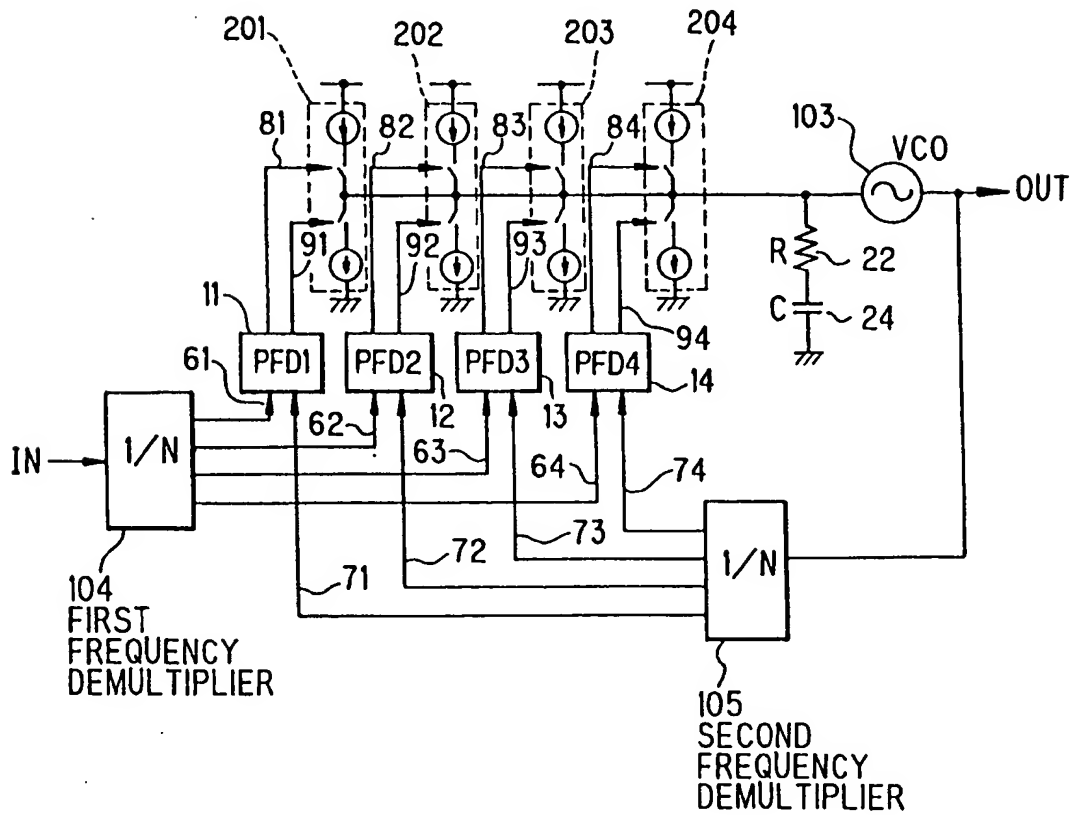 201
202
203
204
81
82
83
84
103
VCO
OUT
91
92
93
94
R
22
C
24
11
PFD1
PFD2
PFD3
PFD4
61
12
13
14
62
63
64
74
IN
1/N
73
72
71
1/N
104
FIRST
FREQUENCY
DEMULTIPLIER
105
SECOND
FREQUENCY
DEMULTIPLIER